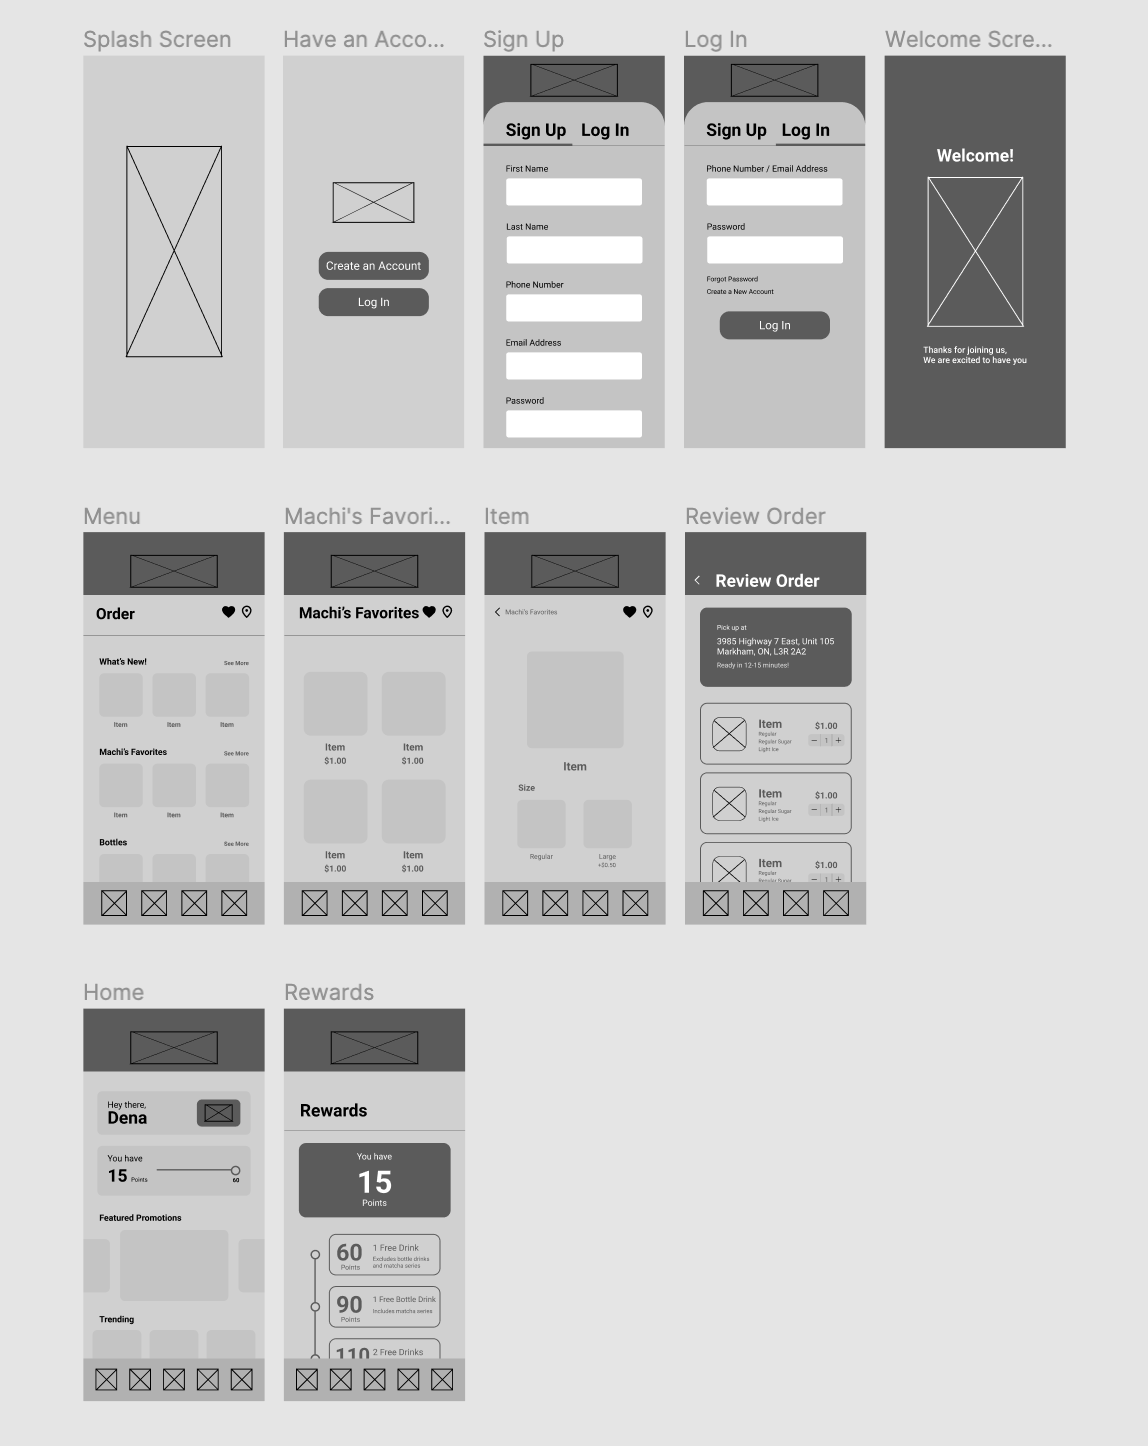 Splash Screen
Have an Acco...
Create an Account
Log In
Sign Up
Sign Up Log In
First Name
Last Name
Phone Number
Email Address
Password
Log In
Sign Up Log In
Phone Number / Email Address
Password
Forgot Password
Create a New Account
Log In
Welcome Scre...
Welcome!
Thanks for joining us,
We are excited to have you
Menu
Order
What's New!
See More
Item Item Item
Machi's Favorites
See More
Item Item Item
Bottles
See More
Machi's Favori...
Machi's Favorites
Item Item
$1.00 $1.00
Item Item
$1.00 $1.00
Item
Machi's Favorites
Item
Size
Regular Large
+$0.50
Review Order
Review Order
Pick up at
3985 Highway 7 East, Unit 105
Markham, ON, L3R 2A2
Ready in 12-15 minutes!
Item
$1.00
Regular
Regular Sugar
Light Ice
1
Item
$1.00
Regular
Regular Sugar
Light Ice
1
Item
$1.00
Regular
Regular Sugar
1
Home
Hey there,
Dena
You have
15 Points
60
Featured Promotions
Trending
Rewards
Rewards
You have
15
Points
60
Points
1 Free Drink
Excludes bottle drinks
and matcha series
90
Points
1 Free Bottle Drink
Includes matcha series
110
2 Free Drinks